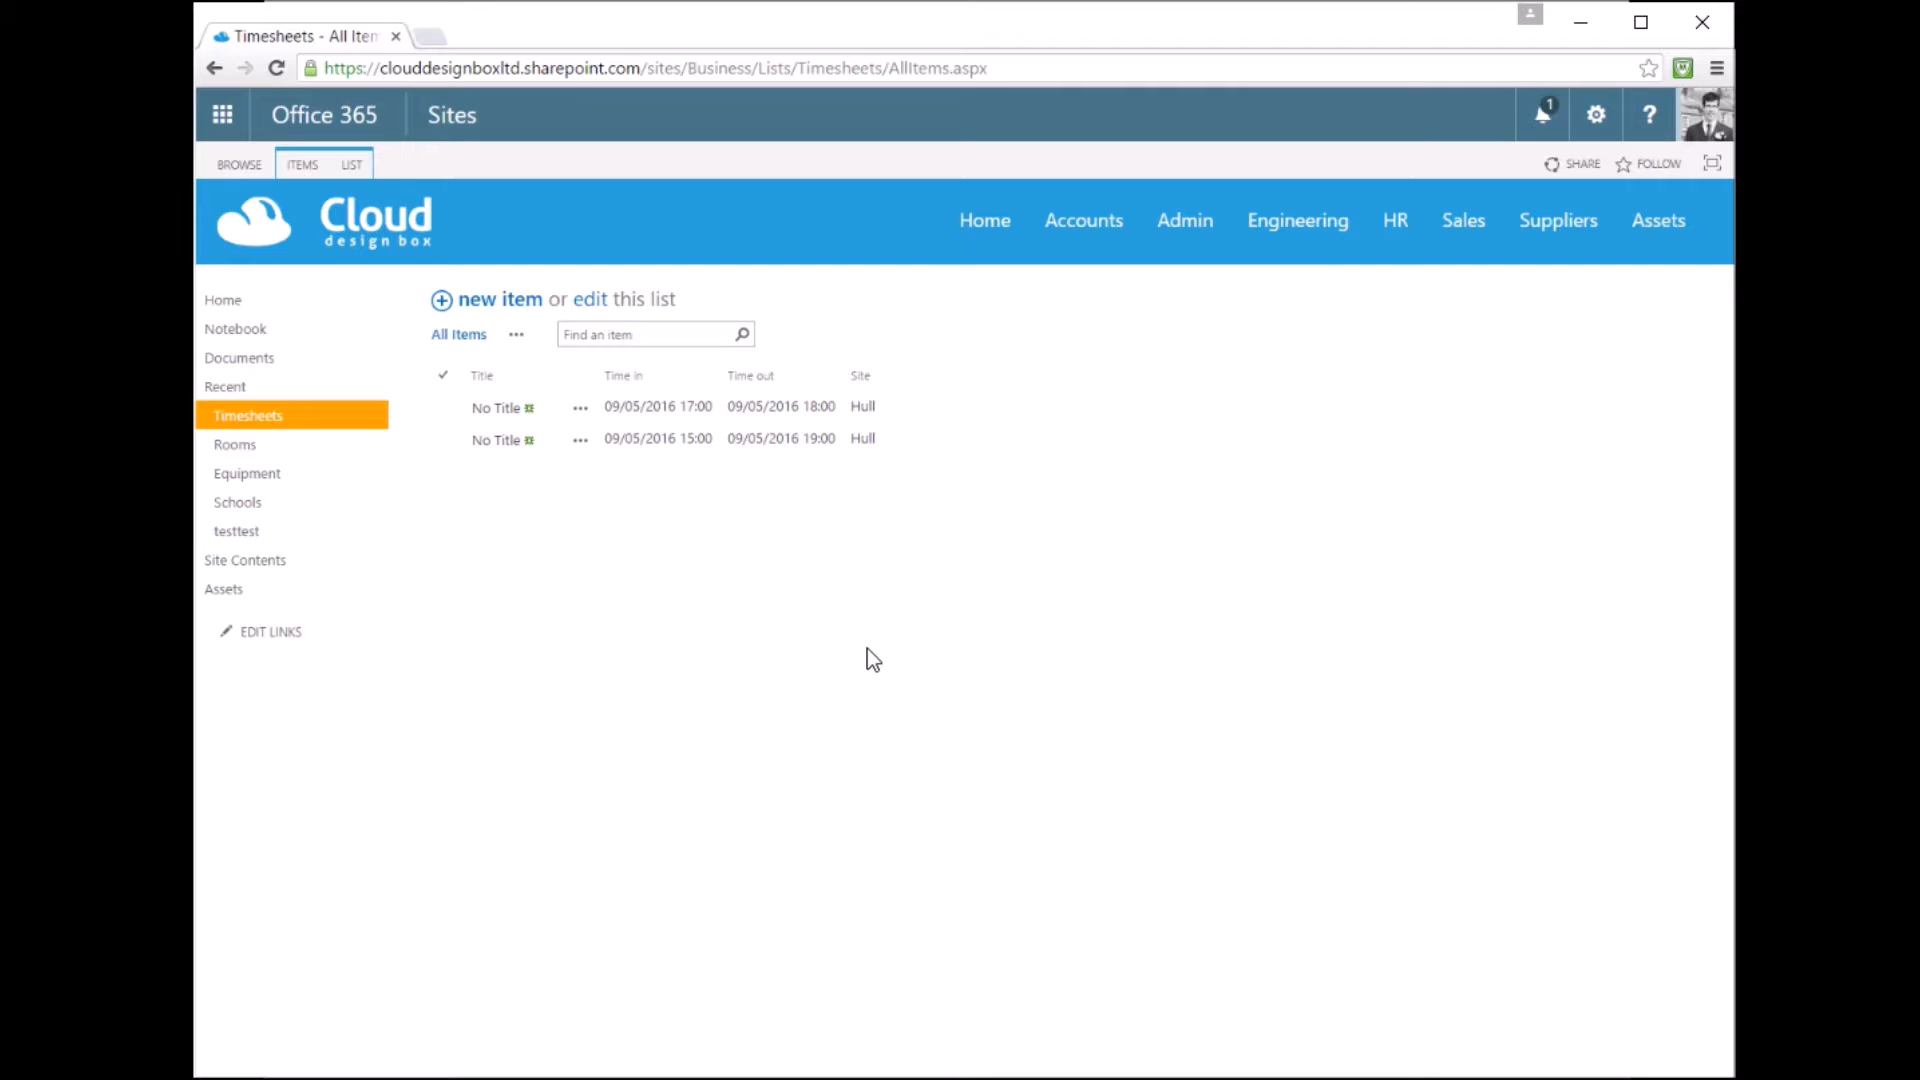 Timesheets - All Item
https://clouddesignboxltd.sharepoint.com/sites/Business/Lists/Timesheets/AllItems.aspx
Office 365 Sites 1 ?
BROWSE ITEMS LIST SHARE FOLLOW
Cloud
design box
Home Accounts Admin Engineering HR Sales Suppliers Assets
Home
Notebook
Documents
Recent
Timesheets
Rooms
Equipment
Schools
testtest
Site Contents
Assets
EDIT LINKS
new item or edit this list
All Items ••• Find an item
Title Time in Time out Site
No Title ••• 09/05/2016 17:00 09/05/2016 18:00 Hull
No Title ••• 09/05/2016 15:00 09/05/2016 19:00 Hull